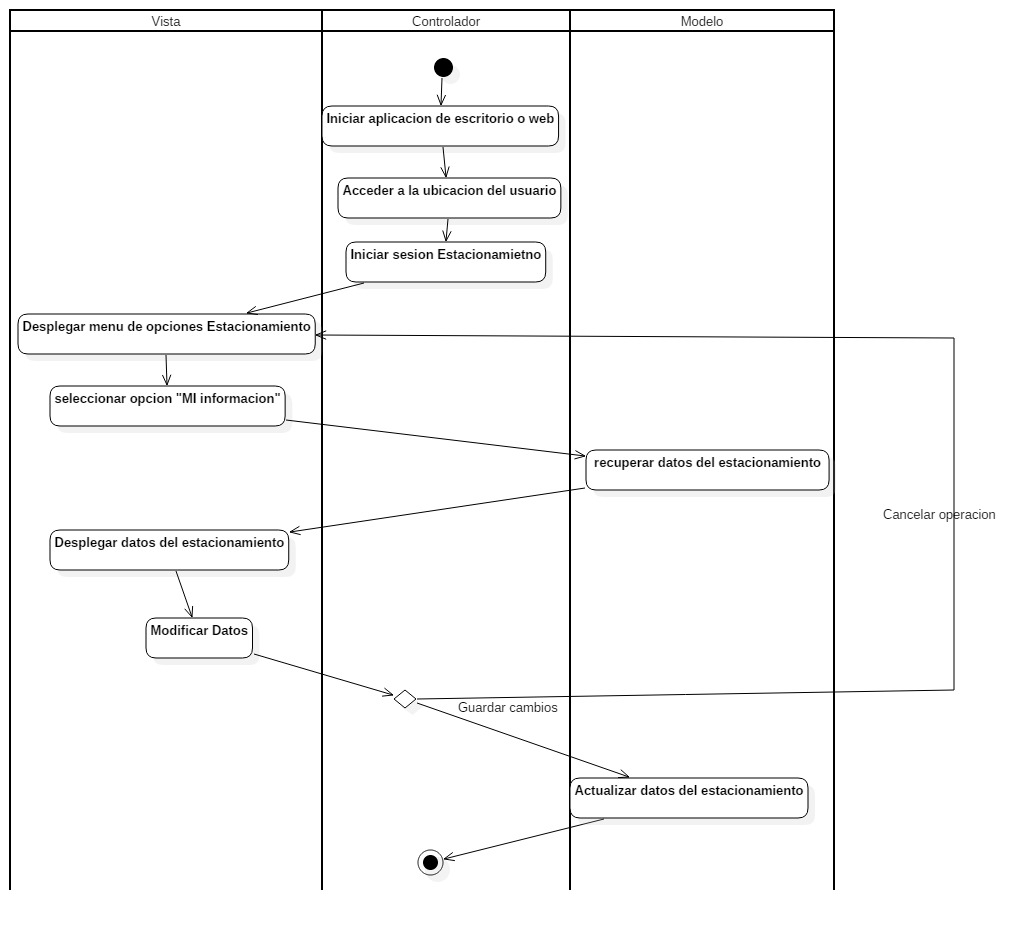 Vista
Controlador
Modelo
Iniciar aplicacion de escritorio o web
Acceder a la ubicacion del usuario
Iniciar sesion Estacionamietno
Desplegar menu de opciones Estacionamiento
seleccionar opcion "MI informacion"
recuperar datos del estacionamiento
Cancelar operacion
Desplegar datos del estacionamiento
Modificar Datos
Guardar cambios
Actualizar datos del estacionamiento